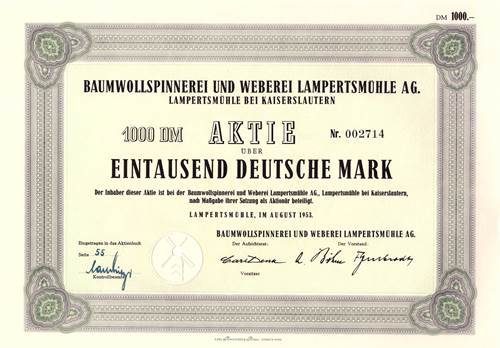 DM 1000.—
BAUMWOLLSPINNEREI UND WEBEREI LAMPERTSMÜHLE AG.
LAMPERTSMÜHLE BEI KAISERSLAUTERN
1000 DM AKTIE Nr. 002714
ÜBER
EINTAUSEND DEUTSCHE MARK
Der Inhaber dieser Aktie ist bei der Baumwollspinnerei und Weberei Lampertsmühle AG., Lampertsmühle bei Kaiserslautern,
nach Maßgabe ihrer Satzung als Aktionär beteiligt.
LAMPERTSMÜHLE, IM AUGUST 1953.
BAUMWOLLSPINNEREI UND WEBEREI LAMPERTSMÜHLE AG.
Eingetragen in das Aktienbuch
Der Aufsichtsrat: Der Vorstand:
Seite 55
Kontrollbeamter
Vorsitzer